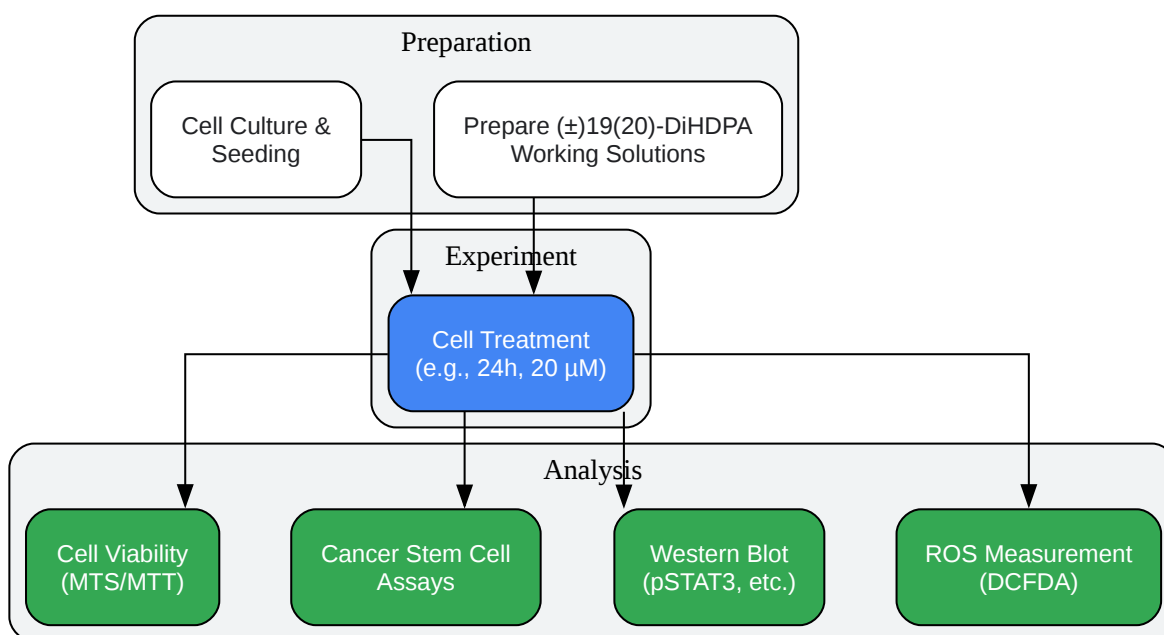 Preparation
Cell Culture &
Seeding
Prepare (±)19(20)-DiHDPA
Working Solutions
Experiment
Cell Treatment
(e.g., 24h, 20 µM)
Analysis
Cell Viability
(MTS/MTT)
Cancer Stem Cell
Assays
Western Blot
(pSTAT3, etc.)
ROS Measurement
(DCFDA)